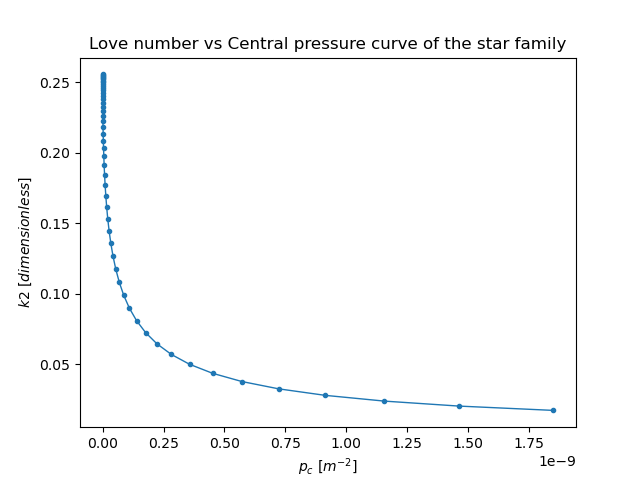 Love number vs Central pressure curve of the star family
0.25
0.20
0.15
0.10
0.05
k2 [dimensionless]
0.00 0.25 0.50 0.75 1.00 1.25 1.50 1.75
1e−9
p_c [m^{-2}]